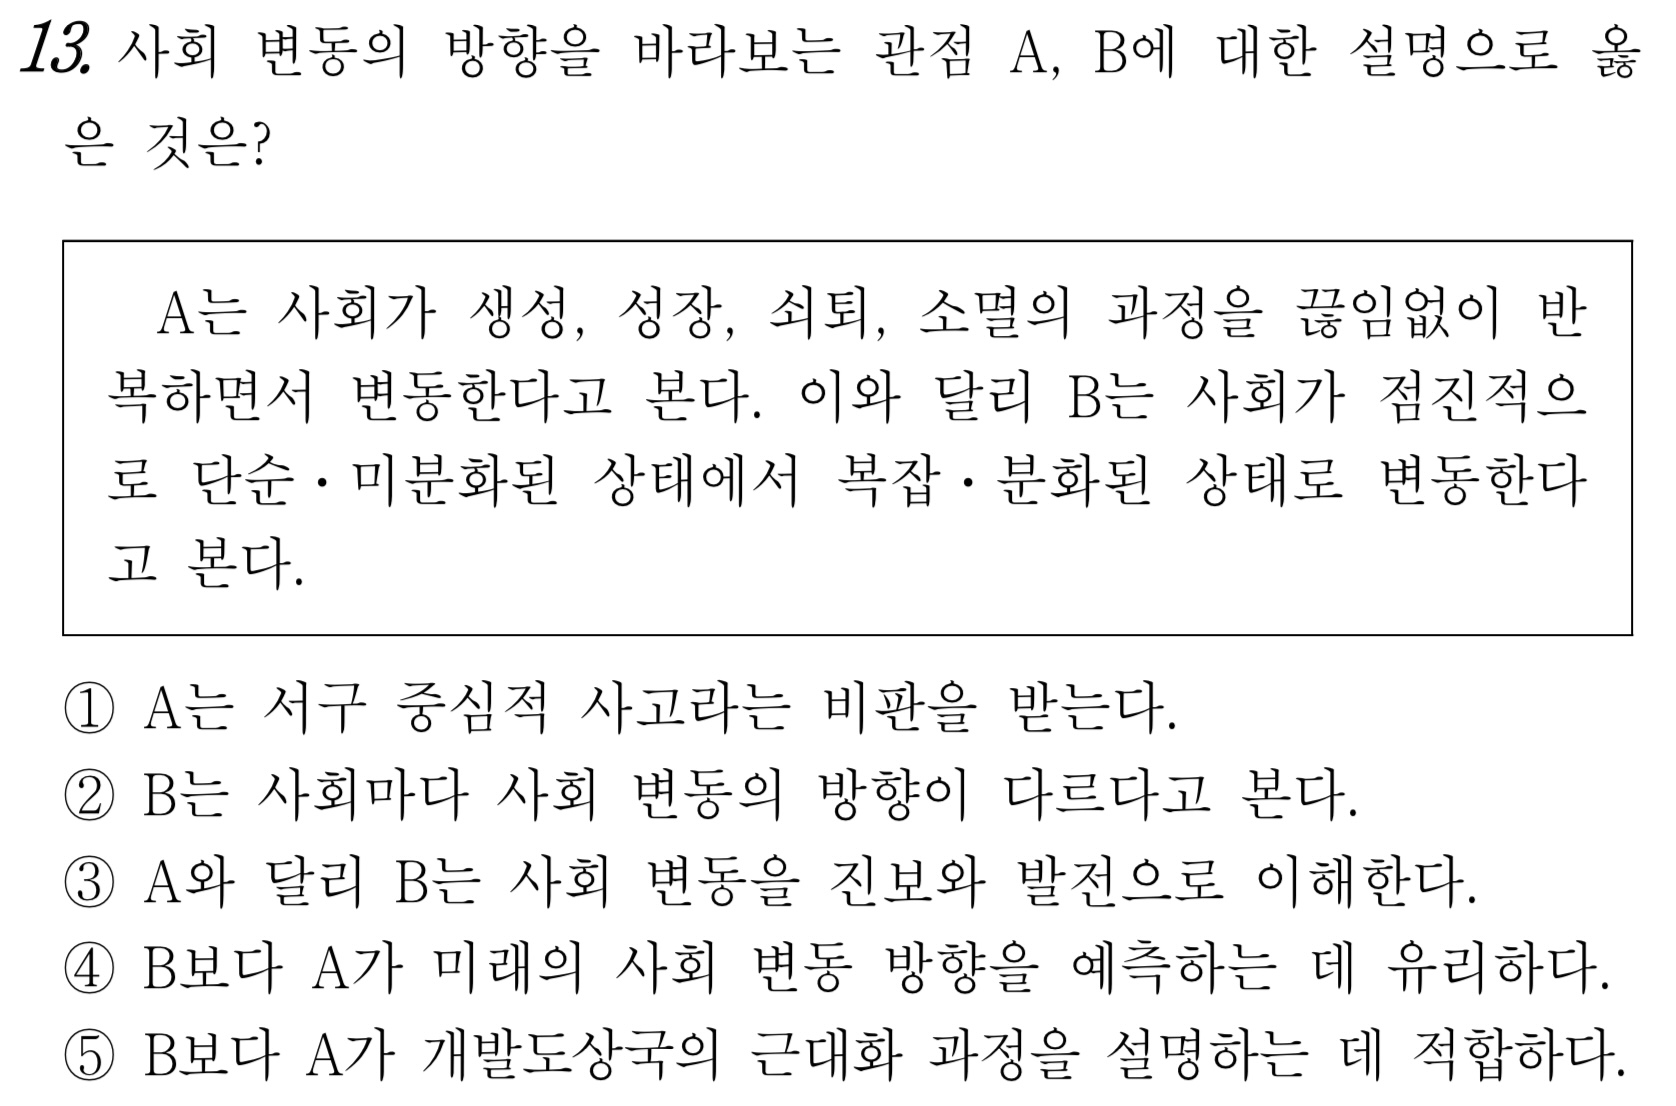 13. 사회 변동의 방향을 바라보는 관점 A, B에 대한 설명으로 옳
은 것은?
A는 사회가 생성, 성장, 쇠퇴, 소멸의 과정을 끊임없이 반
복하면서 변동한다고 본다. 이와 달리 B는 사회가 점진적으
로 단순·미분화된 상태에서 복잡·분화된 상태로 변동한다
고 본다.
① A는 서구 중심적 사고라는 비판을 받는다.
② B는 사회마다 사회 변동의 방향이 다르다고 본다.
③ A와 달리 B는 사회 변동을 진보와 발전으로 이해한다.
④ B보다 A가 미래의 사회 변동 방향을 예측하는 데 유리하다.
⑤ B보다 A가 개발도상국의 근대화 과정을 설명하는 데 적합하다.